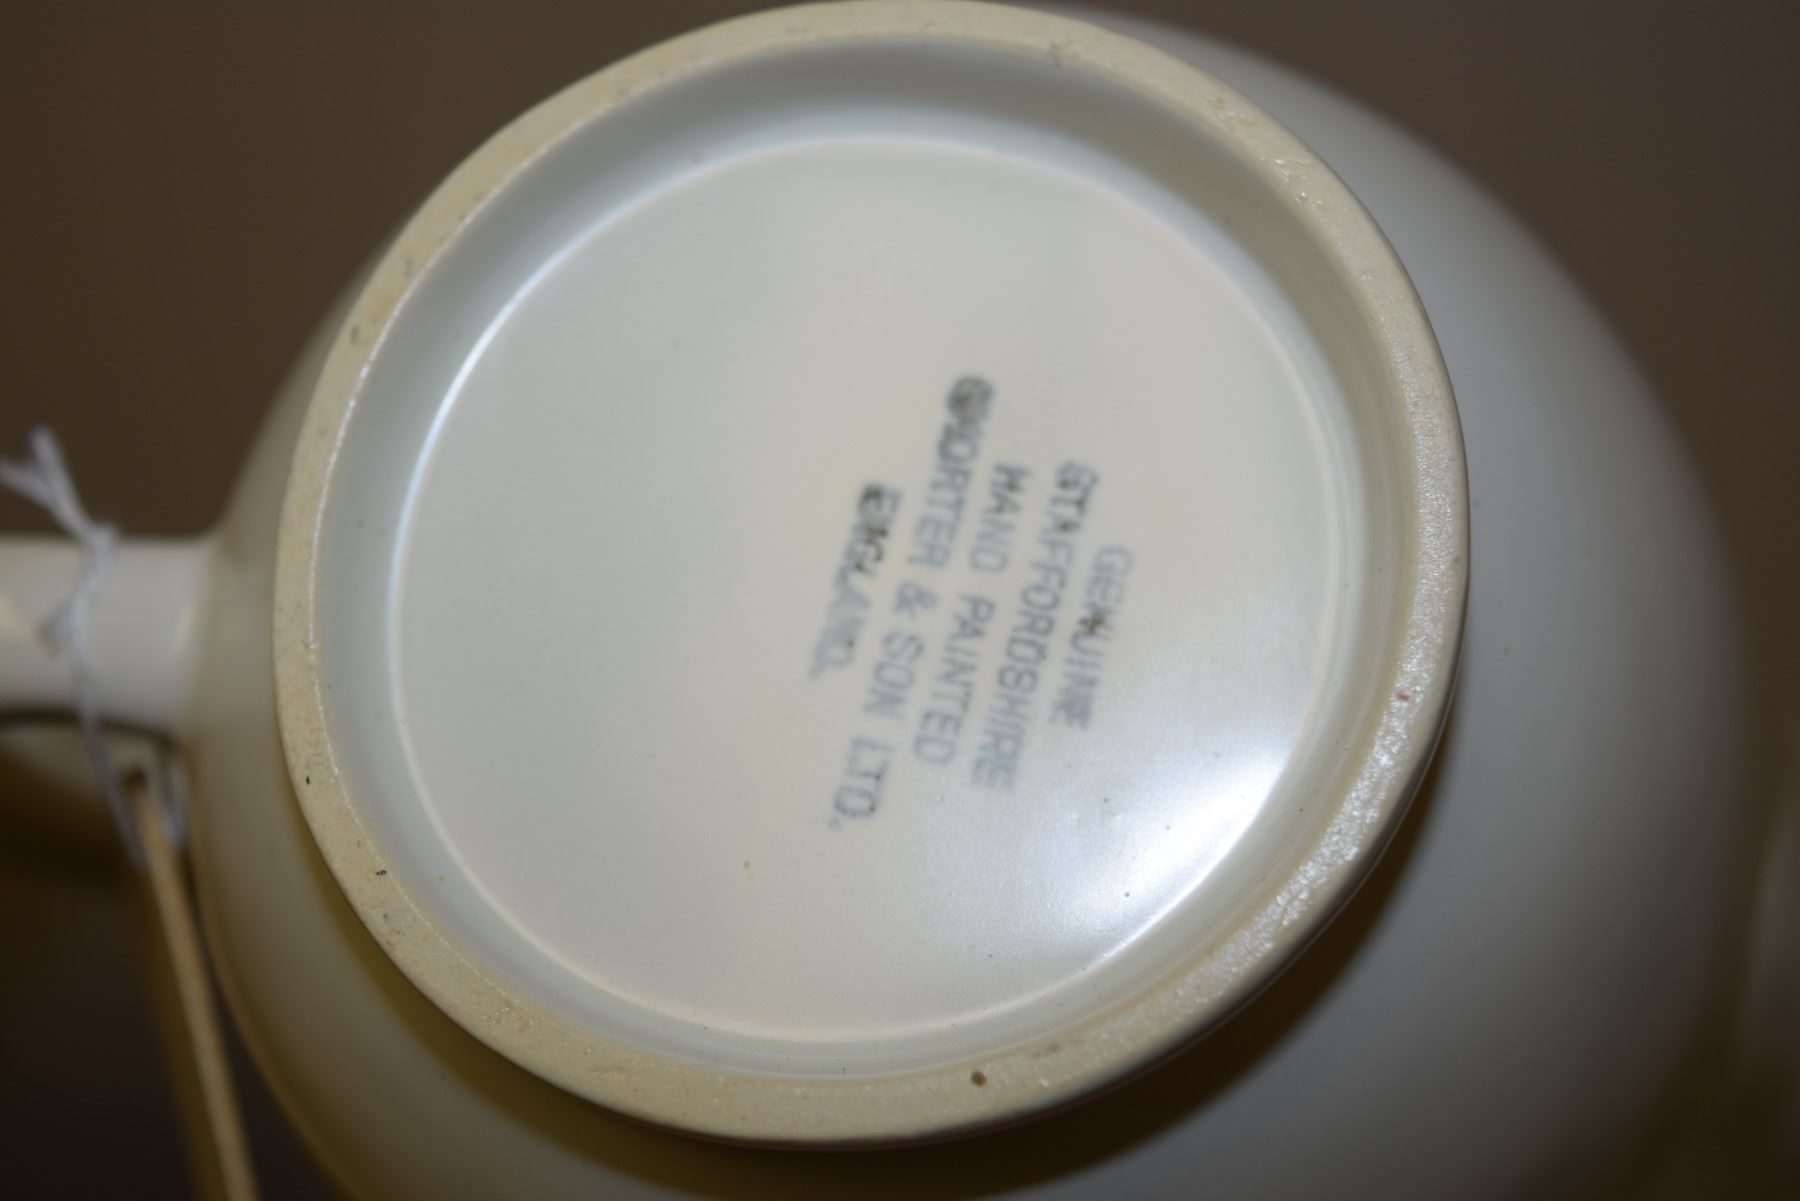 GENUINE
STAFFORDSHIRE
HAND PAINTED
SHORTER & SON LTD.
ENGLAND.